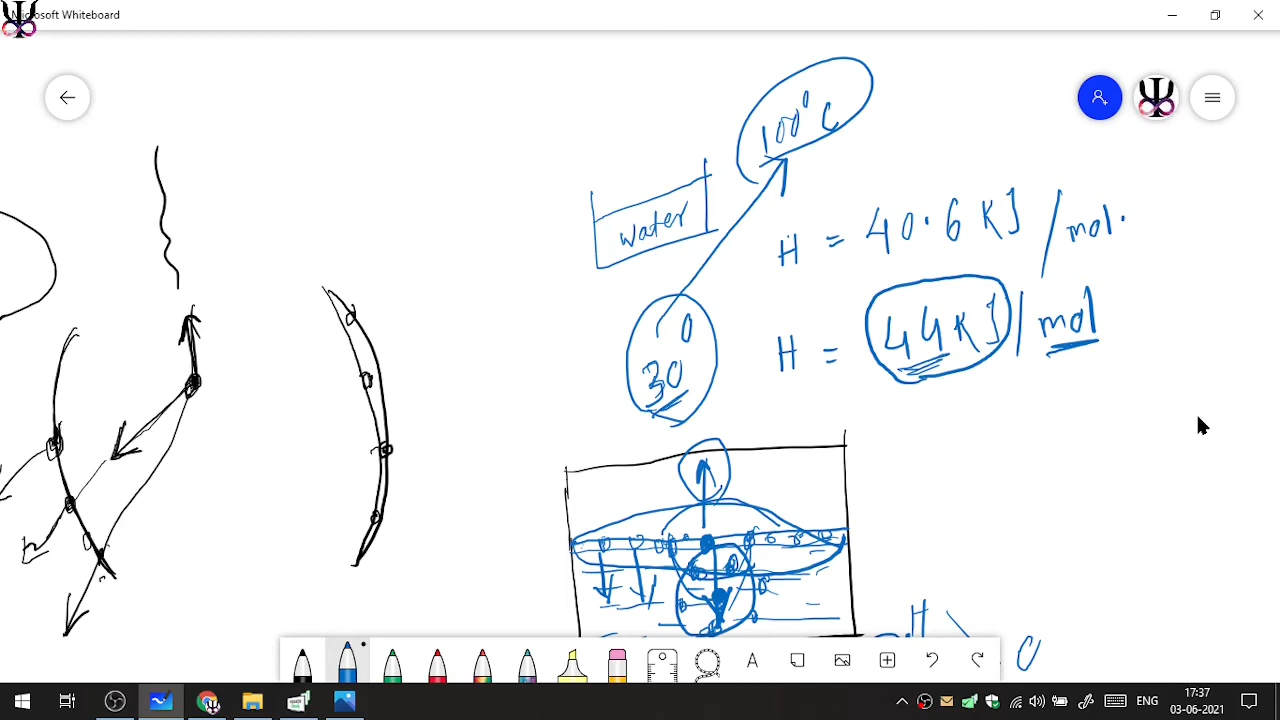 Microsoft Whiteboard
100°C
water
H = 40.6 KJ/mol.
30°
H = 44 KJ/mol
H
ENG
17:37
03-06-2021